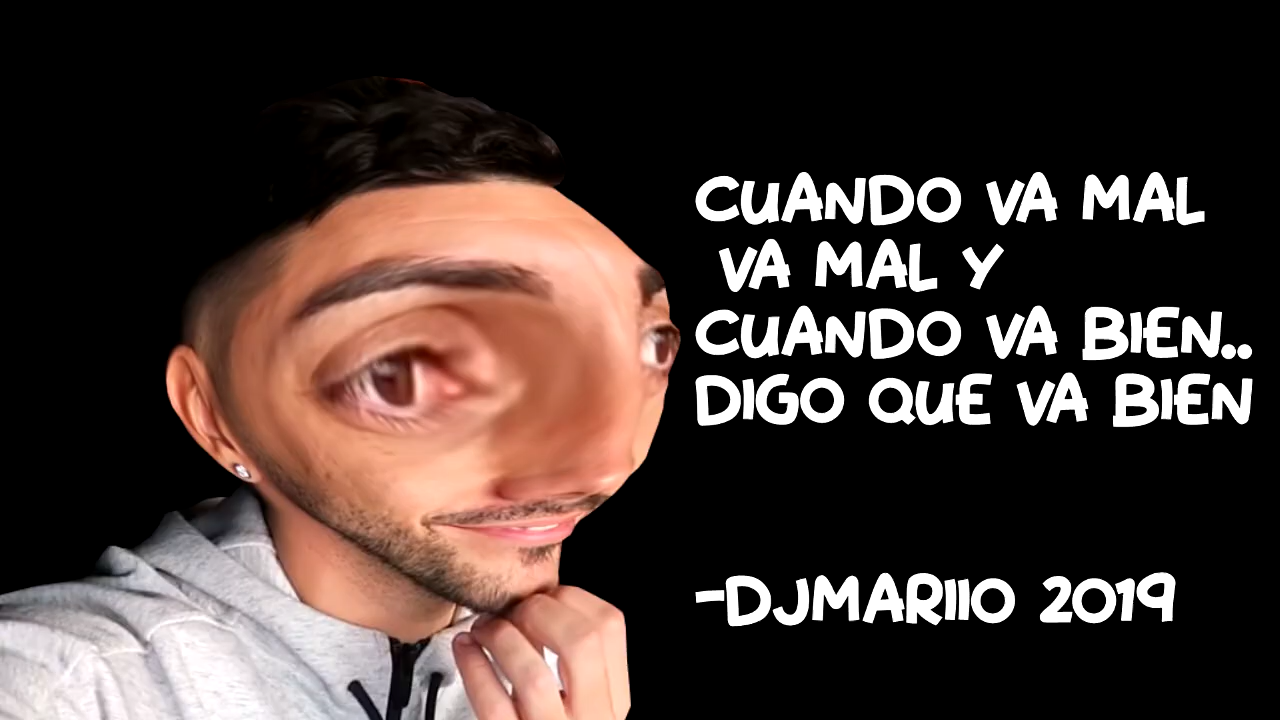 CUANDO VA MAL
VA MAL Y
CUANDO VA BIEN..
DIGO QUE VA BIEN
-DJMARIIO 2019